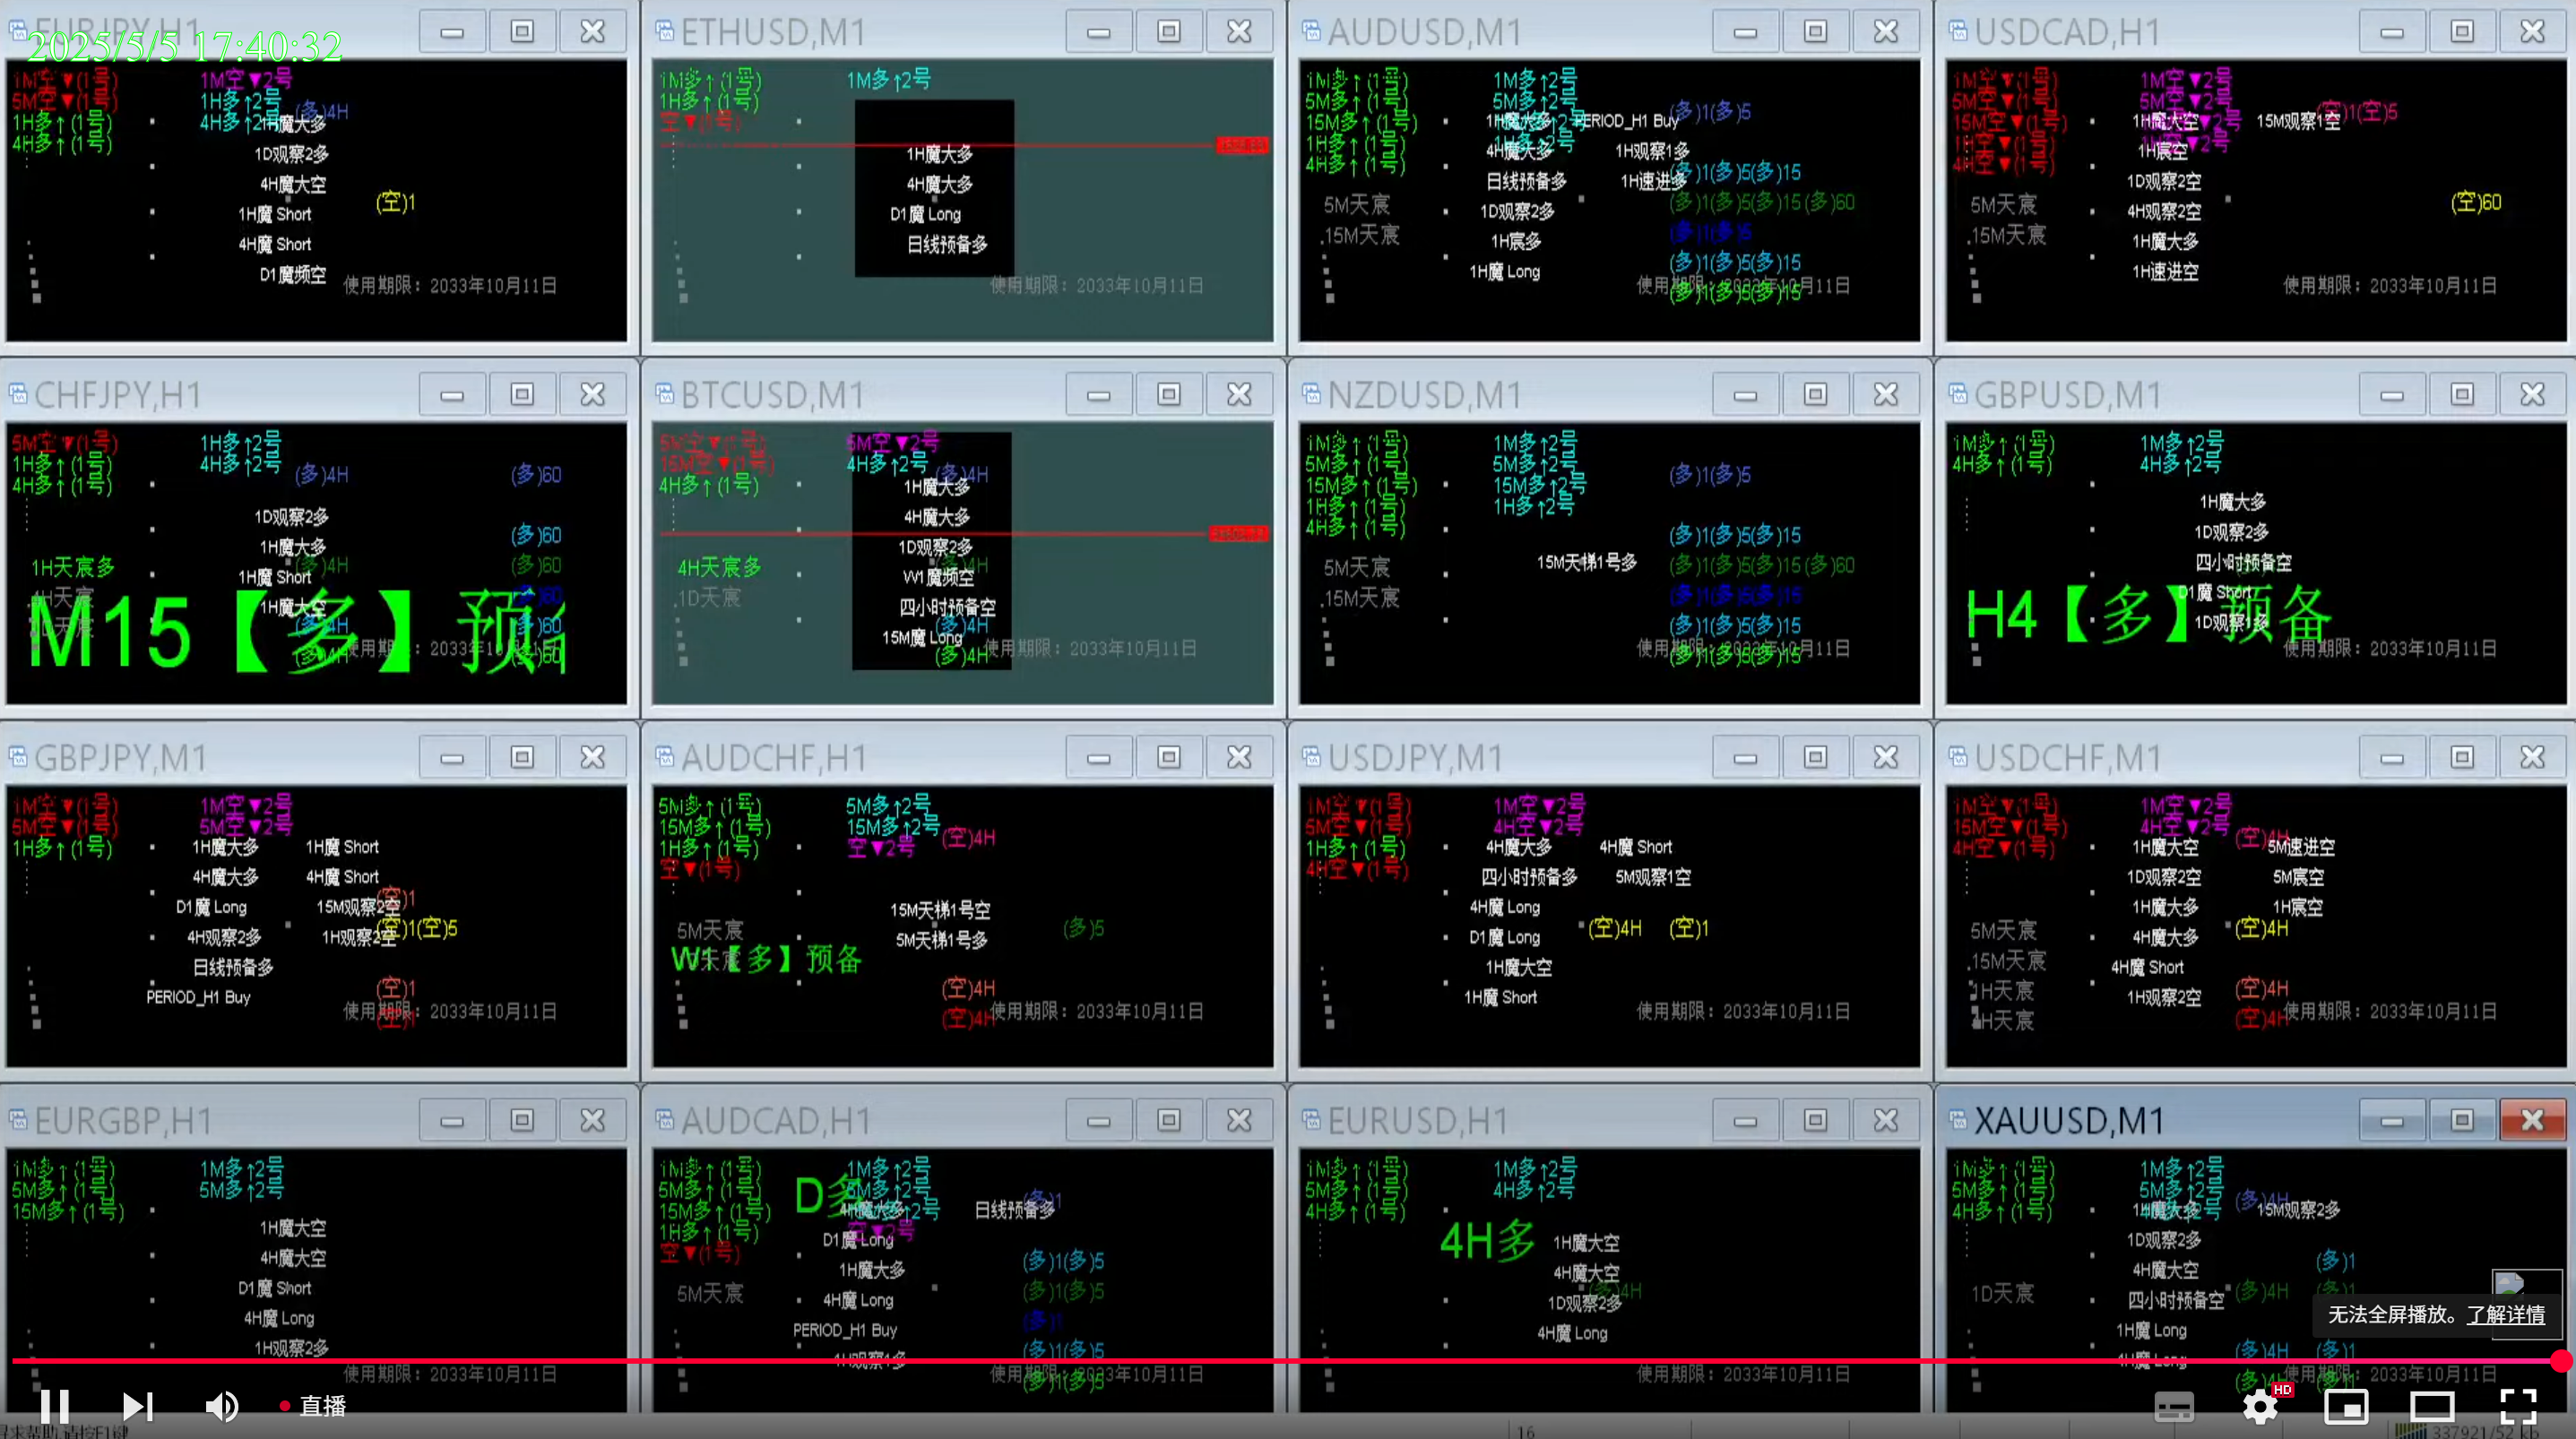 EURJPY,H1
2025/5/5 17:40:32
1M空▼(1号)
5M空▼(1号)
1H多↑(1号)
4H多↑(1号)
1M空▼2号
1H多↑2号
4H多↑2号
(多)4H
1H魔大多
1D观察2多
4H魔大空
1H魔 Short
4H魔 Short
D1魔频空
(空)1
使用期限：2033年10月11日
ETHUSD,M1
1M多↑(1号)
1H多↑(1号)
空▼(1号)
1M多↑2号
1H魔大多
4H魔大多
D1魔 Long
日线预备多
使用期限：2033年10月11日
AUDUSD,M1
1M多↑(1号)
5M多↑(1号)
15M多↑(1号)
1H多↑(1号)
4H多↑(1号)
5M天宸
.15M天宸
1M多↑2号
5M多↑2号
1H魔大多
PERIOD_H1 Buy
4H魔大多
1H观察1多
日线预备多
1H速进多
1D观察2多
1H宸多
1H魔 Long
(多)1(多)5
(多)1(多)5(多)15
(多)1(多)5(多)15(多)60
(多)1(多)5
(多)1(多)5(多)15
(多)1(多)5(多)15
使用期限：2033年10月11日
USDCAD,H1
1M空▼(1号)
5M空▼(1号)
15M空▼(1号)
1H空▼(1号)
4H空▼(1号)
5M天宸
.15M天宸
1M空▼2号
5M空▼2号
1H魔大空
15M观察1空
(空)1(空)5
1H宸空
1D观察2空
4H观察2空
1H魔大多
1H速进空
(空)60
使用期限：2033年10月11日
CHFJPY,H1
5M空▼(1号)
1H多↑(1号)
4H多↑(1号)
1H多↑2号
4H多↑2号
(多)4H
(多)60
1D观察2多
(多)60
1H魔大多
(多)4H
(多)60
1H天宸多
1H魔 Short
.4H天宸
1H魔大空
(多)60
M15【多】预备
(多)4H
(多)60
(多)4H
(多)60
使用期限：2033年10月11日
BTCUSD,M1
5M空▼(1号)
15M空▼(1号)
4H多↑(1号)
5M空▼2号
4H多↑2号
(多)4H
1H魔大多
4H魔大多
1D观察2多
4H天宸多
W1魔频空
.1D天宸
四小时预备空
(多)4H
15M魔 Long
(多)4H
使用期限：2033年10月11日
NZDUSD,M1
1M多↑(1号)
5M多↑(1号)
15M多↑(1号)
1H多↑(1号)
4H多↑(1号)
5M天宸
.15M天宸
1M多↑2号
5M多↑2号
15M多↑2号
1H多↑2号
15M天梯1号多
(多)1(多)5
(多)1(多)5(多)15
(多)1(多)5(多)15(多)60
(多)1(多)5(多)15
(多)1(多)5(多)15
(多)1(多)5(多)15
使用期限：2033年10月11日
GBPUSD,M1
1M多↑(1号)
4H多↑(1号)
1M多↑2号
4H多↑2号
1H魔大多
1D观察2多
四小时预备空
D1魔 Short
H4【多】预备
1D观察1多
使用期限：2033年10月11日
GBPJPY,M1
1M空▼(1号)
5M空▼(1号)
1H多↑(1号)
1M空▼2号
5M空▼2号
1H魔大多
1H魔 Short
4H魔大多
4H魔 Short
D1魔 Long
15M观察2空
(空)1
4H观察2多
1H观察2空
(空)1(空)5
日线预备多
PERIOD_H1 Buy
(空)1
(空)1
使用期限：2033年10月11日
AUDCHF,H1
5M多↑(1号)
15M多↑(1号)
1H多↑(1号)
空▼(1号)
5M多↑2号
15M多↑2号
空▼2号
(空)4H
15M天梯1号空
5M天梯1号多
(多)5
5M天宸
W1【多】预备
(空)4H
(空)4H
使用期限：2033年10月11日
USDJPY,M1
1M空▼(1号)
5M空▼(1号)
1H多↑(1号)
4H空▼(1号)
1M空▼2号
4H空▼2号
4H魔大多
4H魔 Short
四小时预备多
5M观察1空
4H魔 Long
(空)4H
(空)1
D1魔 Long
1H魔大空
1H魔 Short
使用期限：2033年10月11日
USDCHF,M1
1M空▼(1号)
15M空▼(1号)
4H空▼(1号)
1M空▼2号
4H空▼2号
(空)4H
1H魔大空
5M速进空
1D观察2空
5M宸空
1H魔大多
1H宸空
4H魔大多
(空)4H
4H魔 Short
1H观察2空
5M天宸
.15M天宸
1H天宸
4H天宸
(空)4H
(空)4H
使用期限：2033年10月11日
EURGBP,H1
1M多↑(1号)
5M多↑(1号)
15M多↑(1号)
1M多↑2号
5M多↑2号
1H魔大空
4H魔大空
D1魔 Short
4H魔 Long
1H观察2多
使用期限：2033年10月11日
AUDCAD,H1
1M多↑(1号)
5M多↑(1号)
15M多↑(1号)
1H多↑(1号)
空▼(1号)
5M天宸
D多
1M多↑2号
5M多↑2号
空▼2号
4H魔大多
日线预备多
(多)1
D1魔 Long
1H魔大多
4H魔 Long
PERIOD_H1 Buy
1H观察1多
(多)1(多)5
(多)1(多)5
(多)1
(多)1(多)5
(多)1(多)5
使用期限：2033年10月11日
EURUSD,H1
1M多↑(1号)
5M多↑(1号)
4H多↑(1号)
1M多↑2号
4H多↑2号
4H多
1H魔大空
4H魔大空
(多)4H
1D观察2多
4H魔 Long
使用期限：2033年10月11日
XAUUSD,M1
1M多↑(1号)
5M多↑(1号)
4H多↑(1号)
1M多↑2号
5M多↑2号
(多)4H
1H魔大多
15M观察2多
1D观察2多
4H魔大空
(多)1
1D天宸
四小时预备空
(多)4H
(多)1
1H魔 Long
4H魔 Long
(多)4H
(多)1
使用期限：2033年10月11日
无法全屏播放。了解详情
直播
HD
寻求帮助,请按F1键
16
337921/52 kb